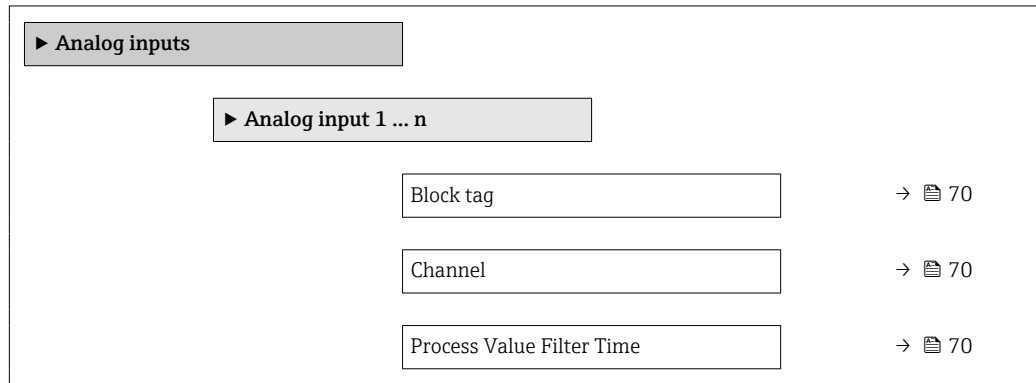 ▶ Analog inputs
▶ Analog input 1 ... n
Block tag → 70
Channel → 70
Process Value Filter Time → 70